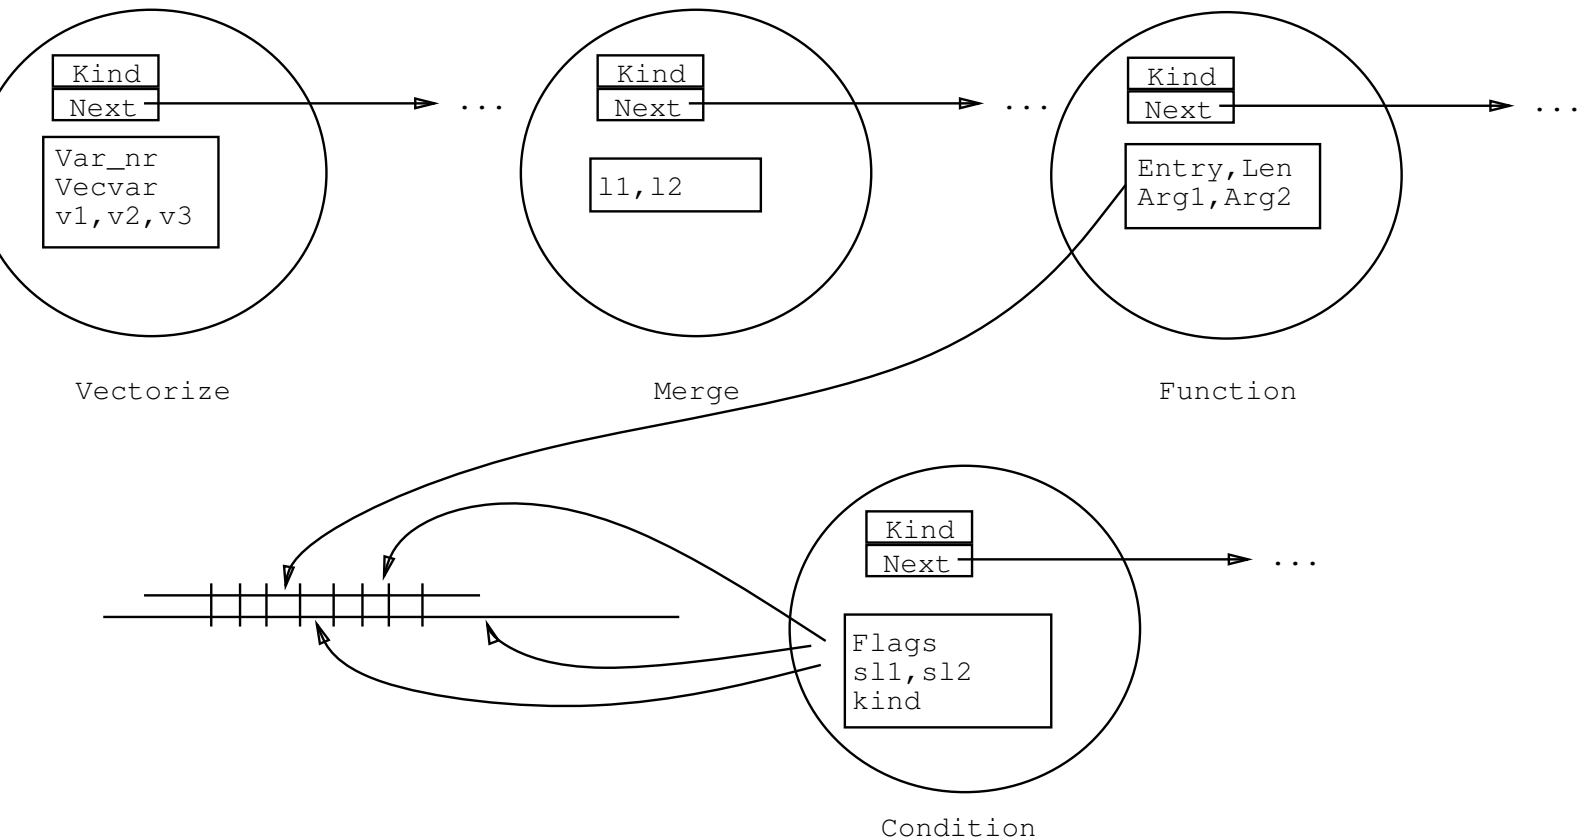 Kind
Next ...
Var_nr
Vecvar
v1,v2,v3
Vectorize
Kind
Next ...
l1,l2
Merge
Kind
Next ...
Entry,Len
Arg1,Arg2
Function
Kind
Next ...
Flags
sl1,sl2
kind
Condition